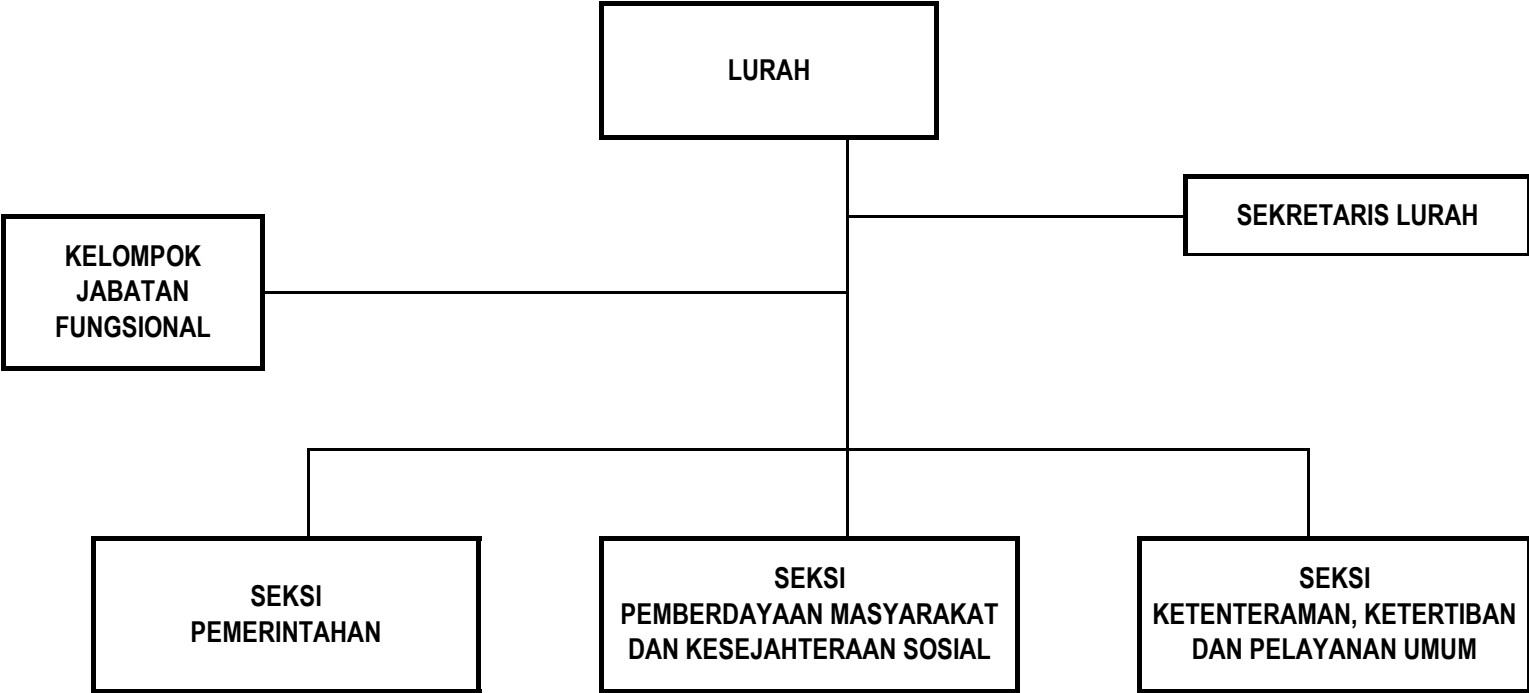 LURAH
SEKRETARIS LURAH
KELOMPOK
JABATAN
FUNGSIONAL
SEKSI
PEMERINTAHAN
SEKSI
PEMBERDAYAAN MASYARAKAT
DAN KESEJAHTERAAN SOSIAL
SEKSI
KETENTERAMAN, KETERTIBAN
DAN PELAYANAN UMUM